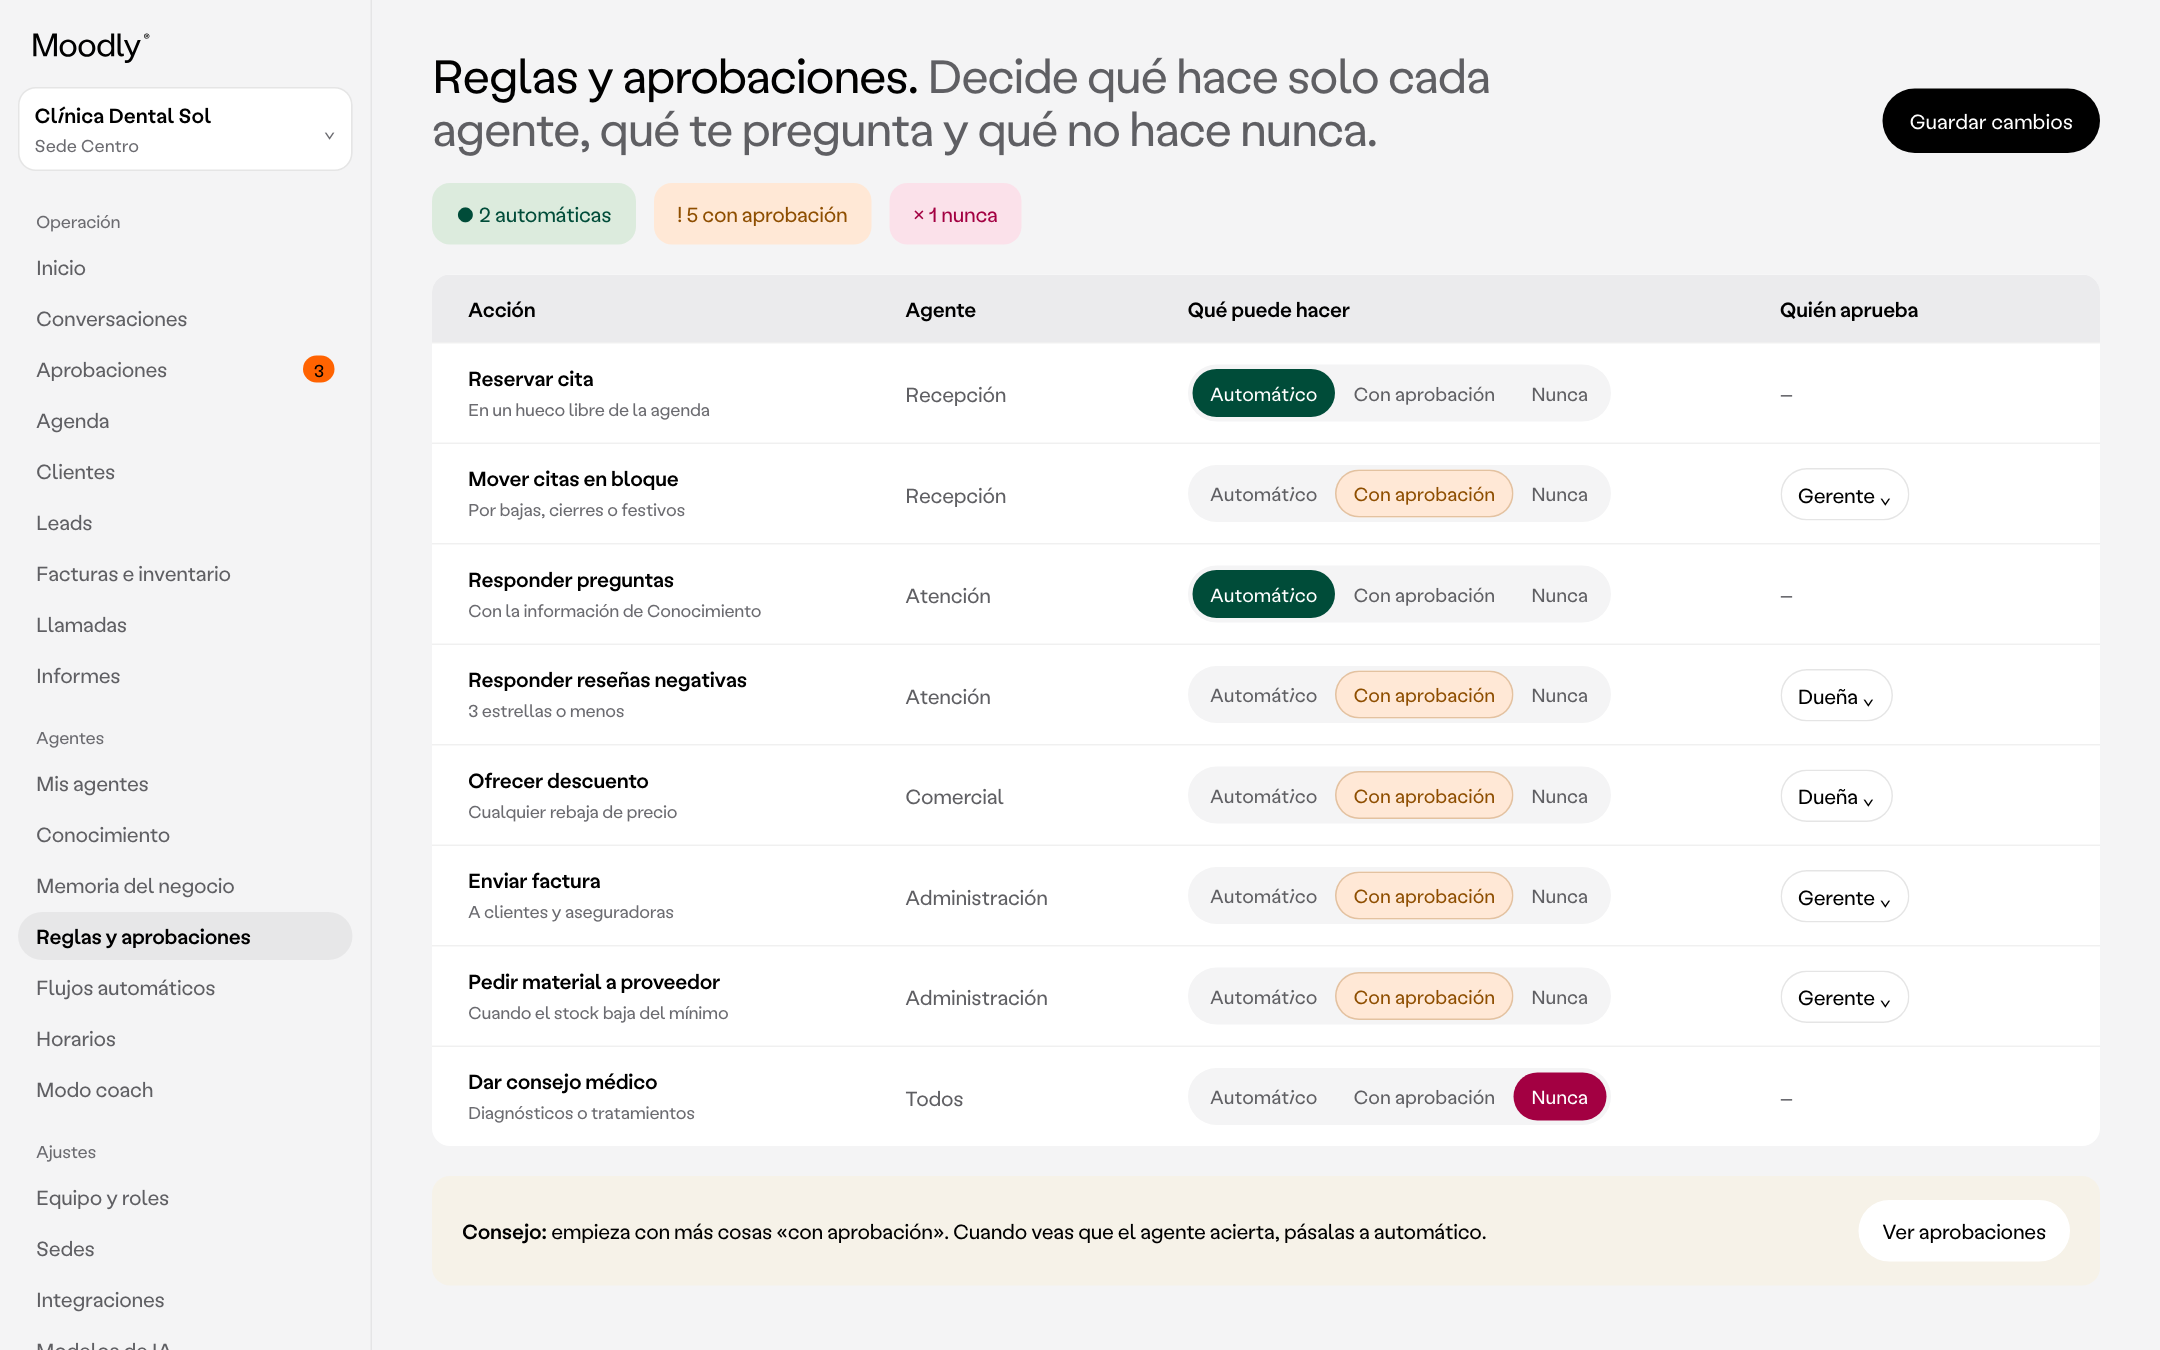 Moodly®
Clínica Dental Sol
Sede Centro
Operación
Inicio
Conversaciones
Aprobaciones 3
Agenda
Clientes
Leads
Facturas e inventario
Llamadas
Informes
Agentes
Mis agentes
Conocimiento
Memoria del negocio
Reglas y aprobaciones
Flujos automáticos
Horarios
Modo coach
Ajustes
Equipo y roles
Sedes
Integraciones
Modelos de IA
Reglas y aprobaciones. Decide qué hace solo cada
agente, qué te pregunta y qué no hace nunca.
Guardar cambios
● 2 automáticas
! 5 con aprobación
× 1 nunca
Acción Agente Qué puede hacer Quién aprueba
Reservar cita
En un hueco libre de la agenda
Recepción
Automático Con aprobación Nunca
–
Mover citas en bloque
Por bajas, cierres o festivos
Recepción
Automático Con aprobación Nunca
Gerente
Responder preguntas
Con la información de Conocimiento
Atención
Automático Con aprobación Nunca
–
Responder reseñas negativas
3 estrellas o menos
Atención
Automático Con aprobación Nunca
Dueña
Ofrecer descuento
Cualquier rebaja de precio
Comercial
Automático Con aprobación Nunca
Dueña
Enviar factura
A clientes y aseguradoras
Administración
Automático Con aprobación Nunca
Gerente
Pedir material a proveedor
Cuando el stock baja del mínimo
Administración
Automático Con aprobación Nunca
Gerente
Dar consejo médico
Diagnósticos o tratamientos
Todos
Automático Con aprobación Nunca
–
Consejo: empieza con más cosas «con aprobación». Cuando veas que el agente acierta, pásalas a automático.
Ver aprobaciones